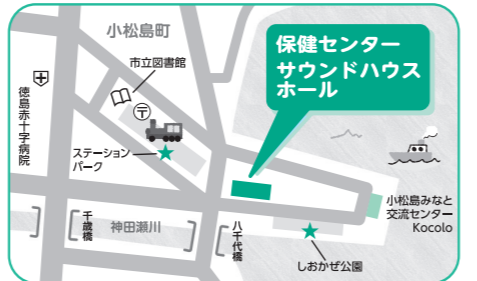 小松島町
市立図書館
保健センター
サウンドハウス
ホール
徳島赤十字病院
〒
ステーション
パーク
小松島みなと
交流センター
Kocolo
千歳橋
神田瀬川
八千代橋
しおかぜ公園